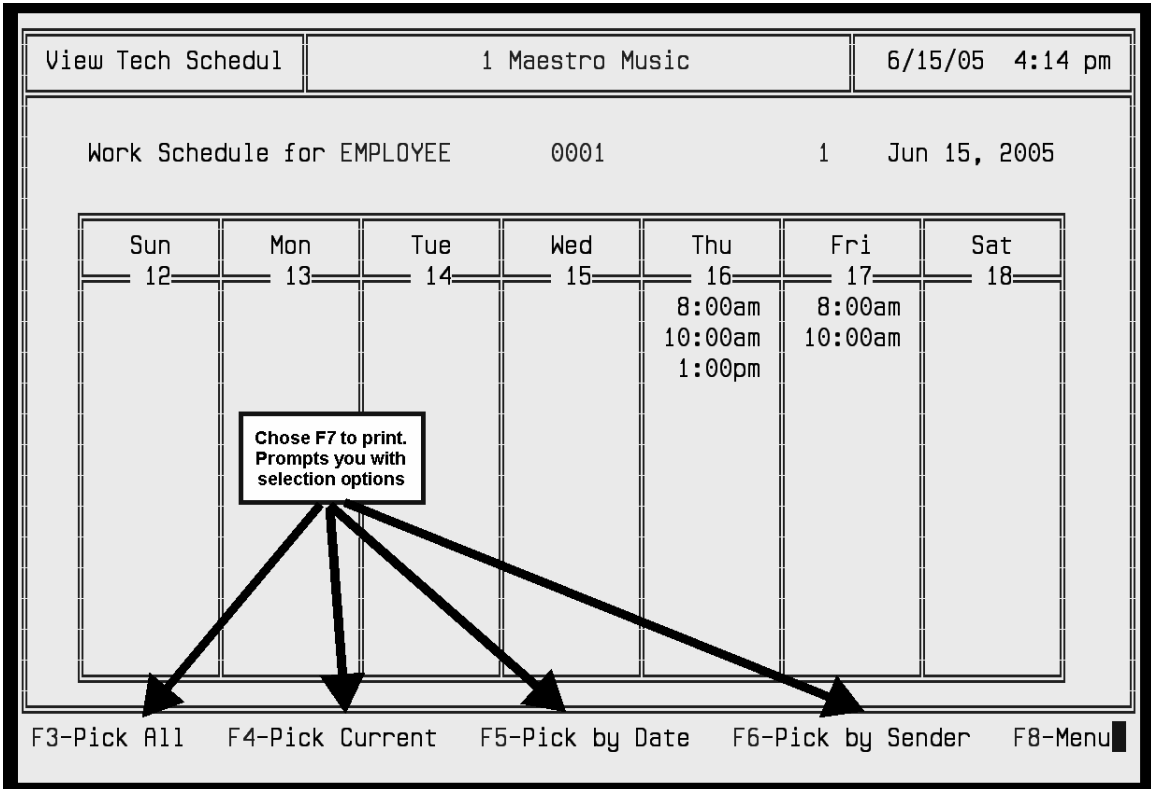 View Tech Schedul 1 Maestro Music 6/15/05 4:14 pm
Work Schedule for EMPLOYEE 0001 1 Jun 15, 2005
Sun Mon Tue Wed Thu Fri Sat
12 13 14 15 16 17 18
8:00am 8:00am
10:00am 10:00am
1:00pm
Chose F7 to print.
Prompts you with
selection options
F3-Pick All F4-Pick Current F5-Pick by Date F6-Pick by Sender F8-Menu